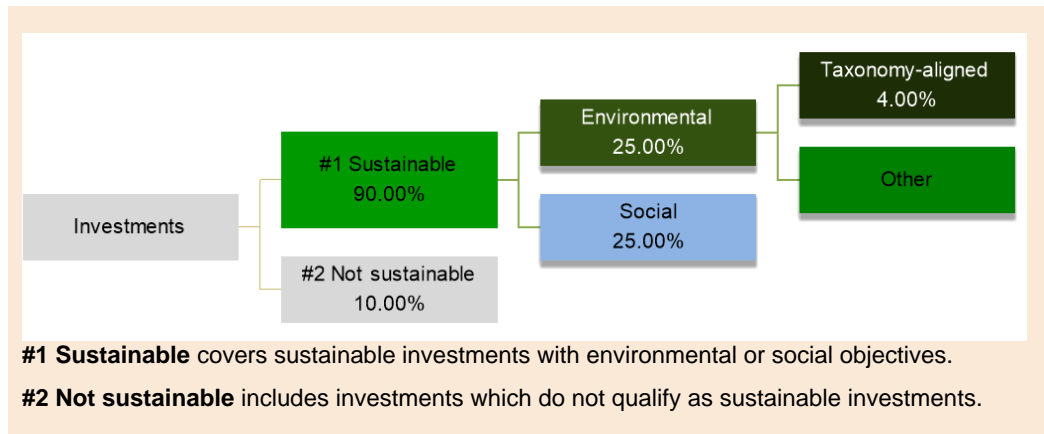 Investments
#1 Sustainable
90.00%
#2 Not sustainable
10.00%
Environmental
25.00%
Social
25.00%
Taxonomy-aligned
4.00%
Other
#1 Sustainable covers sustainable investments with environmental or social objectives.
#2 Not sustainable includes investments which do not qualify as sustainable investments.